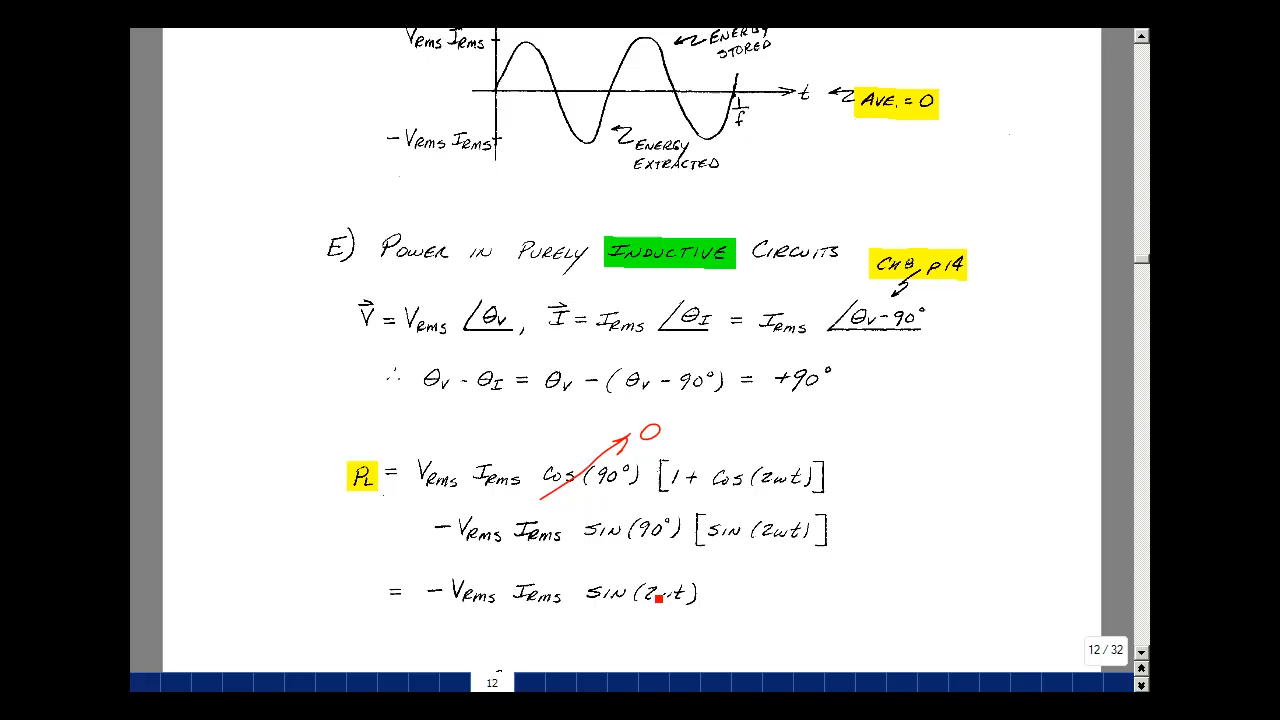 VRMS IRMS
ENERGY
STORED
t
AVE. = 0
1/f
- VRMS IRMS
ENERGY
EXTRACTED
E) POWER IN PURELY INDUCTIVE CIRCUITS
CH 8, p 14
V = VRMS ∠θV, I = IRMS ∠θI = IRMS ∠θV - 90°
∴ θV - θI = θV - (θV - 90°) = +90°
0
PL = VRMS IRMS COS (90°) [1 + COS (2ωt)]
- VRMS IRMS SIN (90°) [SIN (2ωt)]
= - VRMS IRMS SIN (2ωt)
12 / 32
12